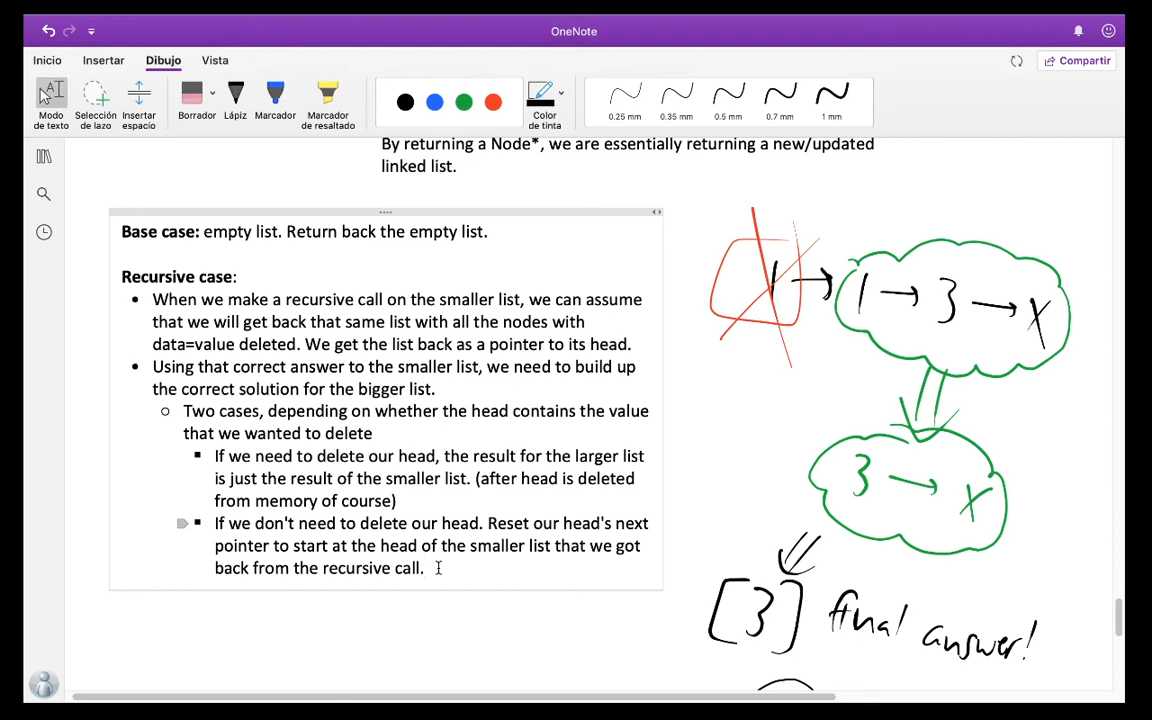 OneNote
Inicio Insertar Dibujo Vista
Compartir
Modo de texto
Selección de lazo
Insertar espacio
Borrador
Lápiz
Marcador
Marcador de resaltado
Color de tinta
0.25 mm 0.35 mm 0.5 mm 0.7 mm 1 mm
By returning a Node*, we are essentially returning a new/updated
linked list.
Base case: empty list. Return back the empty list.
Recursive case:
• When we make a recursive call on the smaller list, we can assume
that we will get back that same list with all the nodes with
data=value deleted. We get the list back as a pointer to its head.
• Using that correct answer to the smaller list, we need to build up
the correct solution for the bigger list.
○ Two cases, depending on whether the head contains the value
that we wanted to delete
▪ If we need to delete our head, the result for the larger list
is just the result of the smaller list. (after head is deleted
from memory of course)
▪ If we don't need to delete our head. Reset our head's next
pointer to start at the head of the smaller list that we got
back from the recursive call.
1 → 1 → 3 → X
3 → X
[3] final answer!